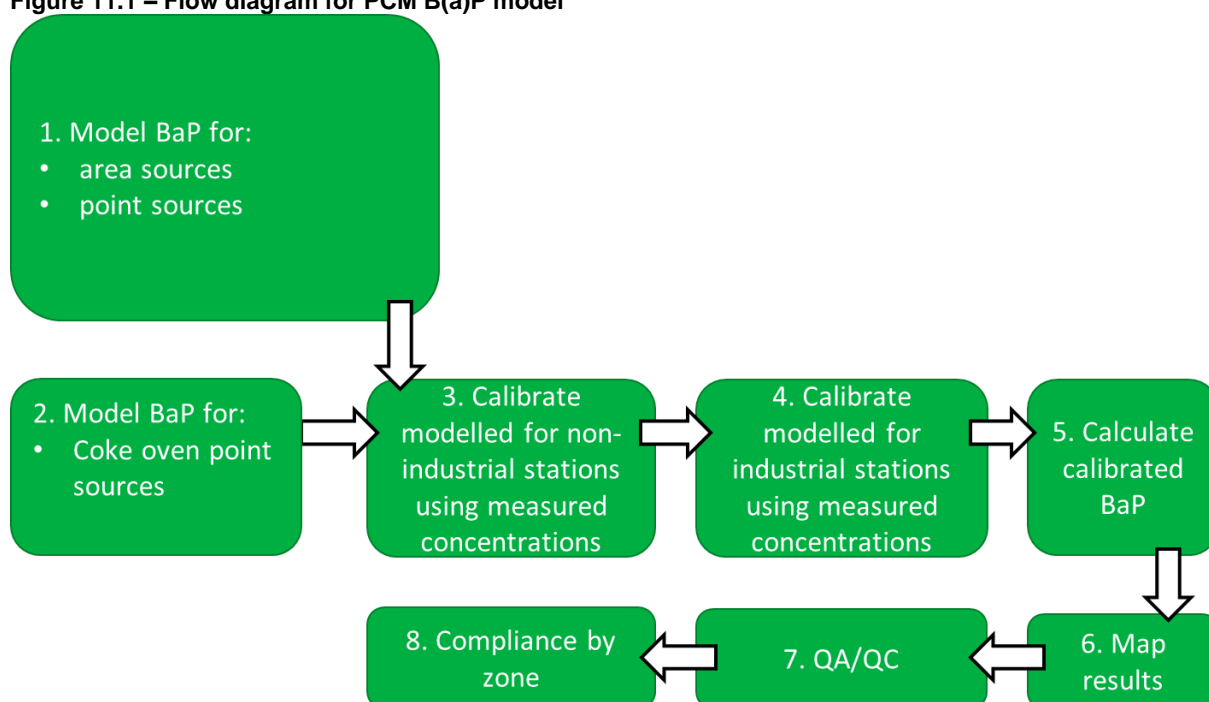 Figure 11.1 – Flow diagram for PCM B(a)P model
1. Model BaP for:
• area sources
• point sources
2. Model BaP for:
• Coke oven point
sources
3. Calibrate
modelled for non-
industrial stations
using measured
concentrations
4. Calibrate
modelled for
industrial stations
using measured
concentrations
5. Calculate
calibrated
BaP
6. Map
results
7. QA/QC
8. Compliance by
zone